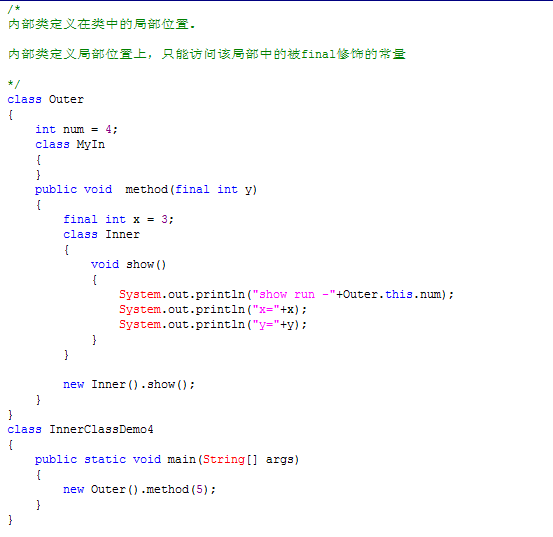 /*
内部类定义在类中的局部位置.
内部类定义局部位置上, 只能访问该局部中的被final修饰的常量
*/
class Outer
{
    int num = 4;
    class MyIn
    {
    }
    public void  method(final int y)
    {
        final int x = 3;
        class Inner
        {
            void show()
            {
                System.out.println("show run -"+Outer.this.num);
                System.out.println("x="+x);
                System.out.println("y="+y);
            }
        }
        new Inner().show();
    }
}
class InnerClassDemo4
{
    public static void main(String[] args)
    {
        new Outer().method(5);
    }
}